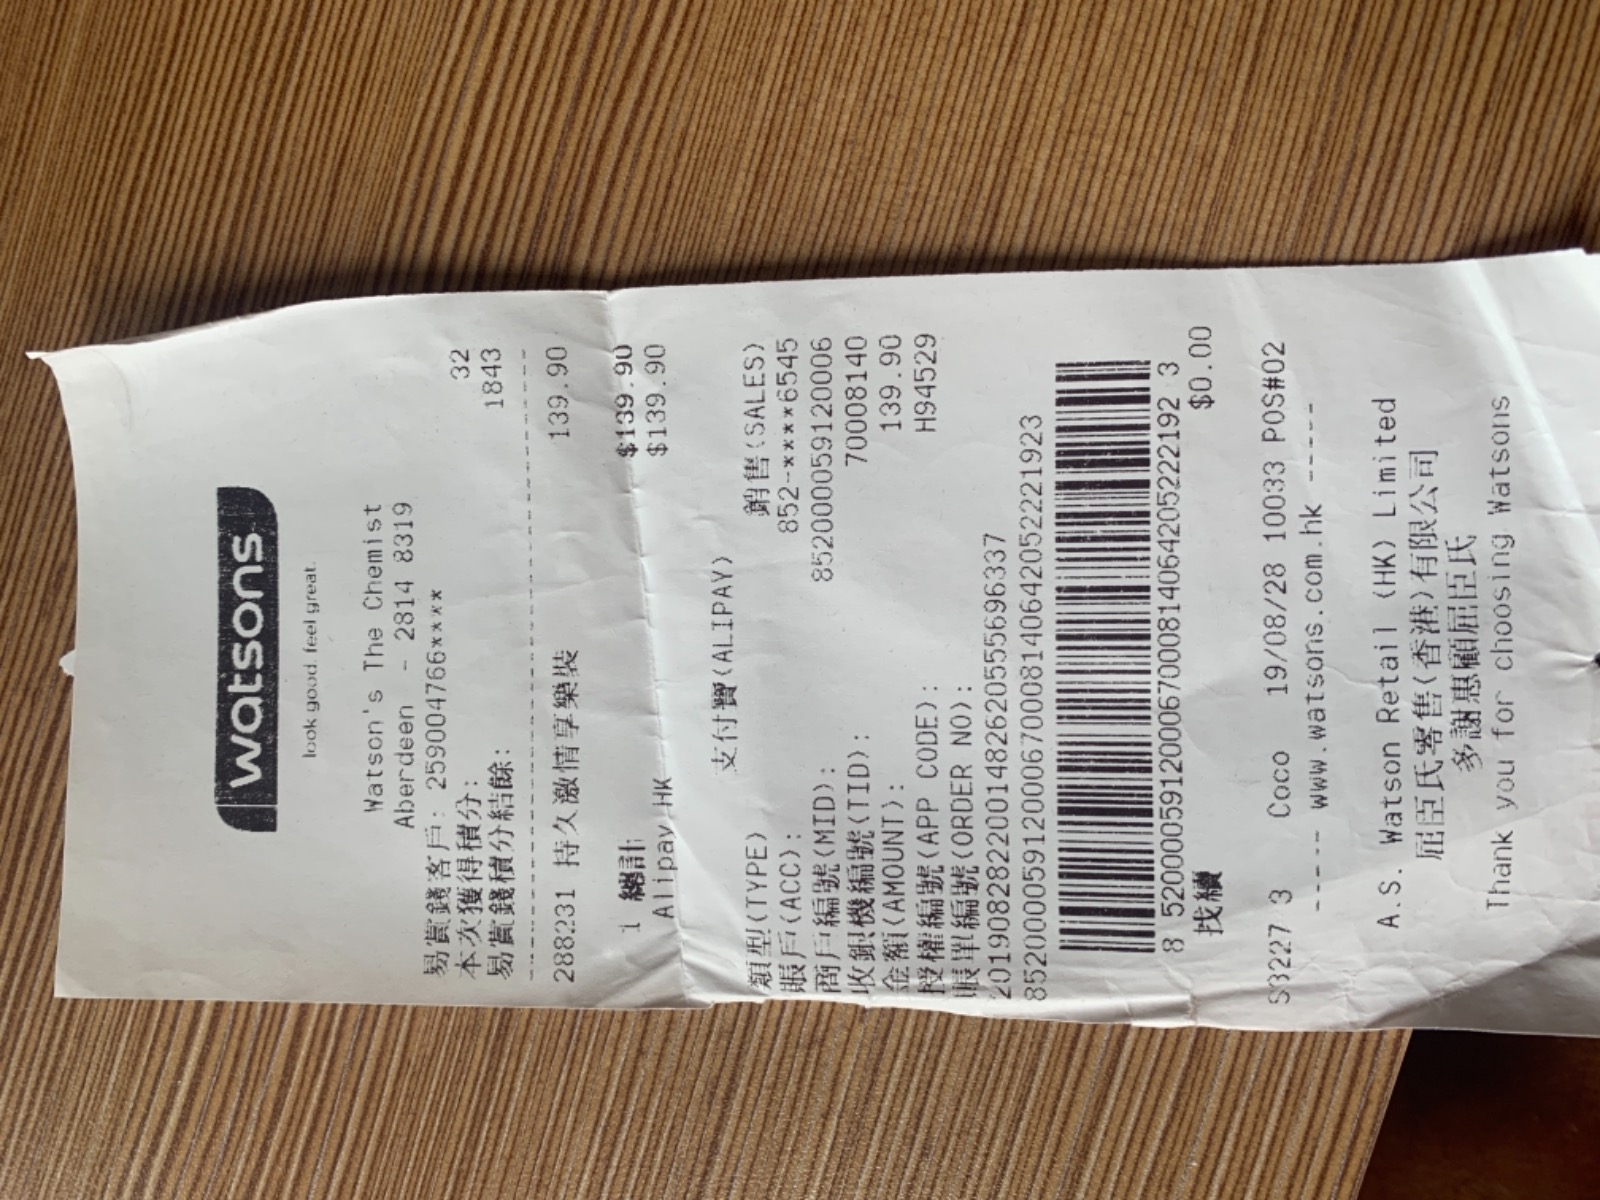 watsons
look good. feel great.
Watson's The Chemist
Aberdeen - 2814 8319
易賞錢客戶: 259004766*****
本次獲得積分: 32
易賞錢積分結餘: 1843
288231 持久激情享樂裝 139.90
1 總計: $139.90
Alipay HK $139.90
支付寶(ALIPAY)
類型(TYPE) 銷售(SALES)
賬戶(ACC): 852-****6545
商戶編號(MID): 852000059120006
收銀機編號(TID): 70008140
金額(AMOUNT): 139.90
授權編號(APP CODE): H94529
賬單編號(ORDER NO):
2019082822001482620555696337
85200005912000670008140642052221923
8 520000591200067000814064205222192 3
找續 $0.00
S3227 3 Coco 19/08/28 10033 POS#02
---- www.watsons.com.hk -----
A.S. Watson Retail (HK) Limited
屈臣氏零售(香港)有限公司
多謝惠顧屈臣氏
Thank you for choosing Watsons